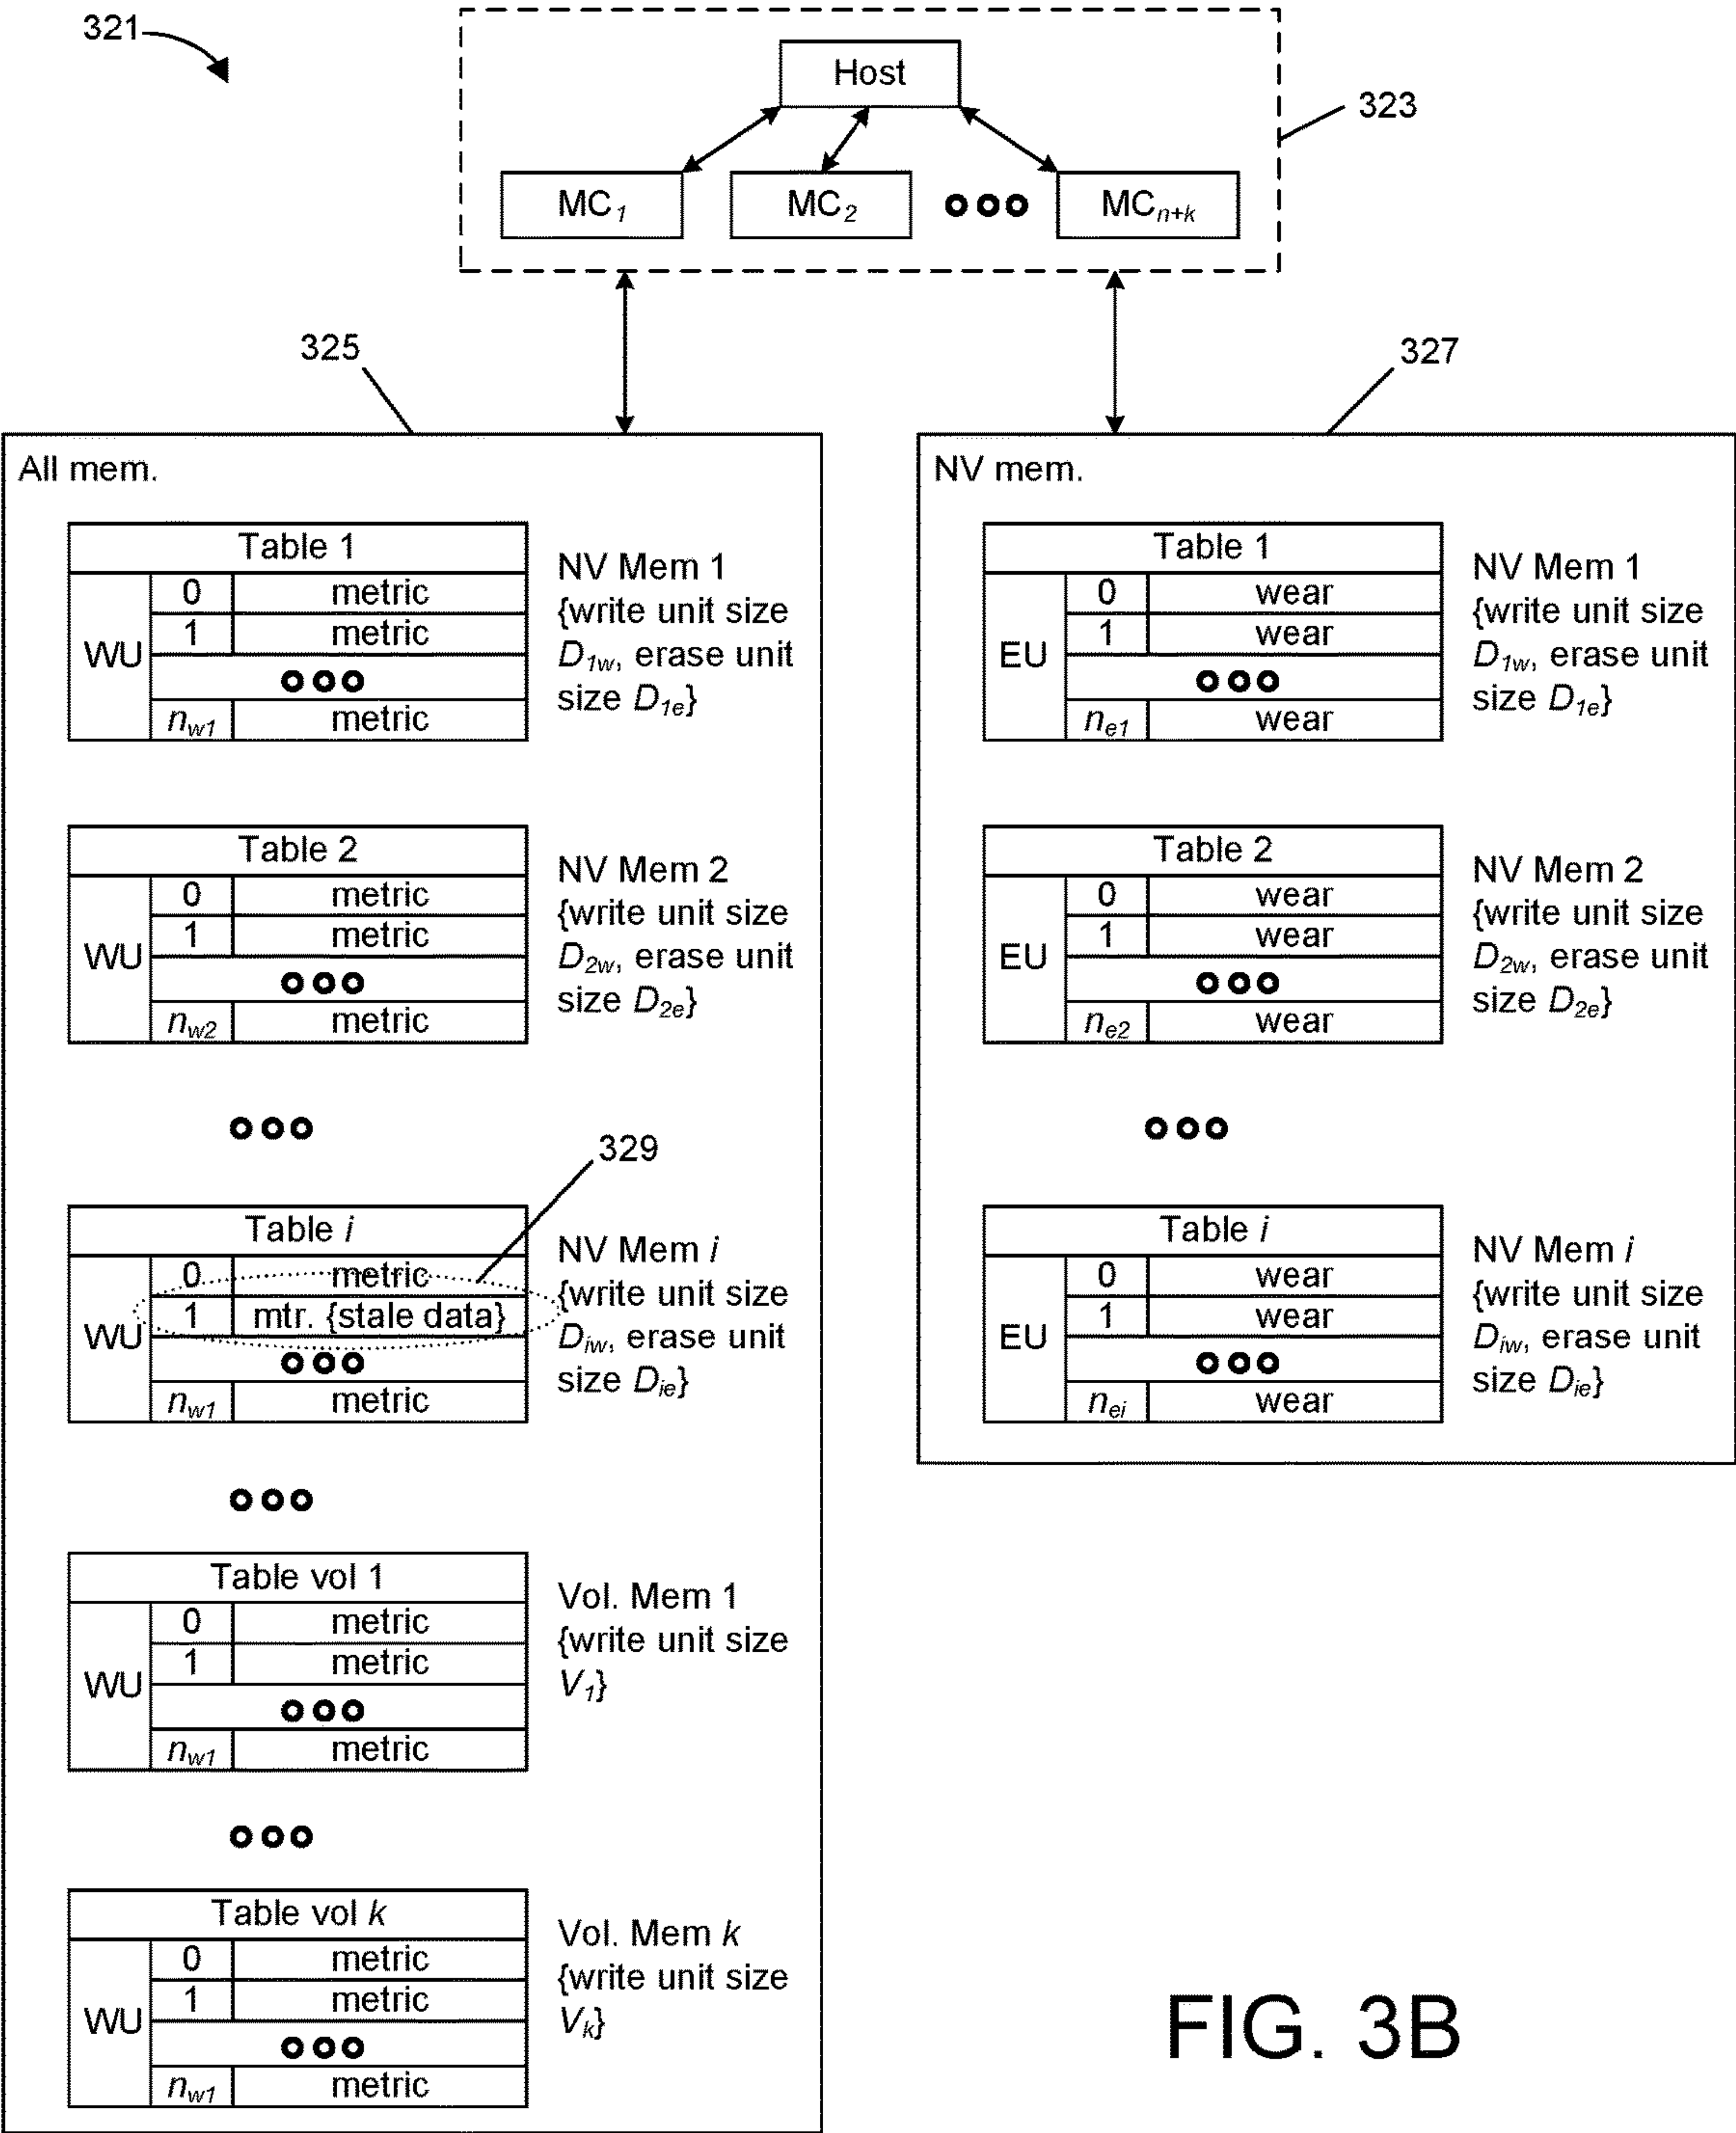 321
Host
323
MC1
MC2
MCn+k
325
327
All mem.
Table 1
WU
0 metric
1 metric
nw1 metric
NV Mem 1
{write unit size
D1w, erase unit
size D1e}
Table 2
WU
0 metric
1 metric
nw2 metric
NV Mem 2
{write unit size
D2w, erase unit
size D2e}
329
Table i
WU
0 metric
1 mtr. {stale data}
nw1 metric
NV Mem i
{write unit size
Diw, erase unit
size Die}
Table vol 1
WU
0 metric
1 metric
nw1 metric
Vol. Mem 1
{write unit size
V1}
Table vol k
WU
0 metric
1 metric
nw1 metric
Vol. Mem k
{write unit size
Vk}
NV mem.
Table 1
EU
0 wear
1 wear
ne1 wear
NV Mem 1
{write unit size
D1w, erase unit
size D1e}
Table 2
EU
0 wear
1 wear
ne2 wear
NV Mem 2
{write unit size
D2w, erase unit
size D2e}
Table i
EU
0 wear
1 wear
nei wear
NV Mem i
{write unit size
Diw, erase unit
size Die}
FIG. 3B